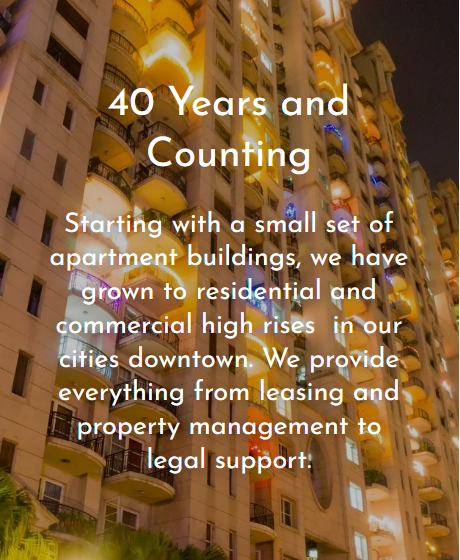 40 Years and
Counting
Starting with a small set of
apartment buildings, we have
grown to residential and
commercial high rises  in our
cities downtown. We provide
everything from leasing and
property management to
legal support.